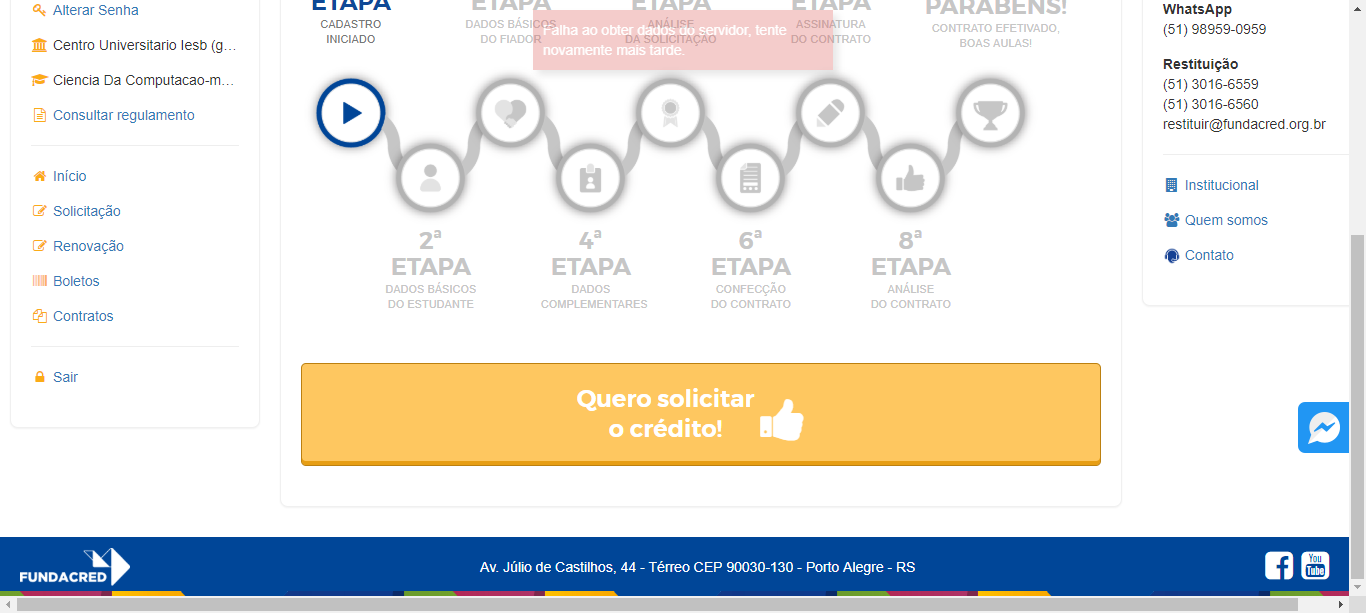 Alterar Senha
Centro Universitario Iesb (g...
Ciencia Da Computacao-m...
Consultar regulamento
Início
Solicitação
Renovação
Boletos
Contratos
Sair
ETAPA
CADASTRO
INICIADO
ETAPA
DADOS BÁSICOS
DO FIADOR
ETAPA
ANÁLISE
DA SOLICITAÇÃO
ETAPA
ASSINATURA
DO CONTRATO
PARABÉNS!
CONTRATO EFETIVADO,
BOAS AULAS!
Falha ao obter dados do servidor, tente
novamente mais tarde.
2ª
ETAPA
DADOS BÁSICOS
DO ESTUDANTE
4ª
ETAPA
DADOS
COMPLEMENTARES
6ª
ETAPA
CONFECÇÃO
DO CONTRATO
8ª
ETAPA
ANÁLISE
DO CONTRATO
Quero solicitar
o crédito!
WhatsApp
(51) 98959-0959
Restituição
(51) 3016-6559
(51) 3016-6560
restituir@fundacred.org.br
Institucional
Quem somos
Contato
FUNDACRED
Av. Júlio de Castilhos, 44 - Térreo CEP 90030-130 - Porto Alegre - RS
You
Tube